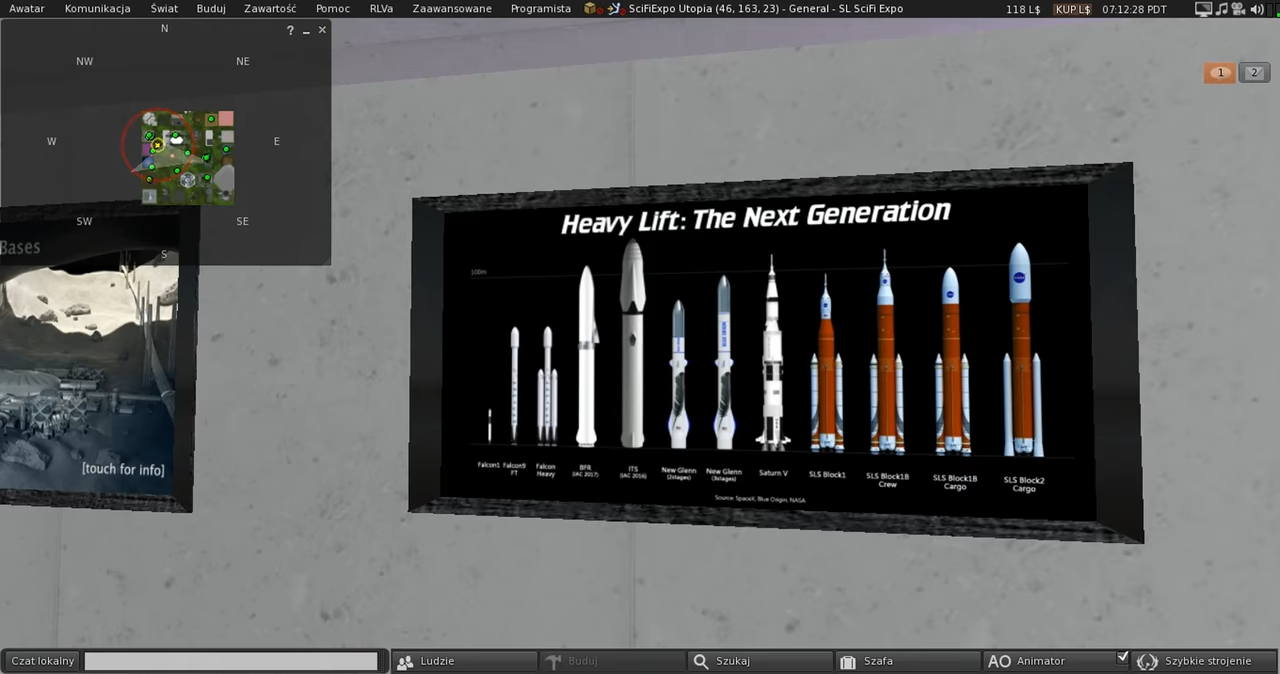 Awatar Komunikacja Świat Buduj Zawartość Pomoc RLVa Zaawansowane Programista SciFiExpo Utopia (46, 163, 23) - General - SL SciFi Expo 118 L$ KUP L$ 07:12:28 PDT
N
? _ ×
NW NE
W E
SW SE
S
1 2
Bases
[touch for info]
Heavy Lift: The Next Generation
100m
Falcon1 Falcon9 FT Falcon Heavy BFR (IAC 2017) ITS (IAC 2016) New Glenn (2stages) New Glenn (3stages) Saturn V SLS Block1 SLS Block1B Crew SLS Block1B Cargo SLS Block2 Cargo
Source: SpaceX, Blue Origin, NASA
Czat lokalny Ludzie Buduj Szukaj Szafa AO Animator Szybkie strojenie